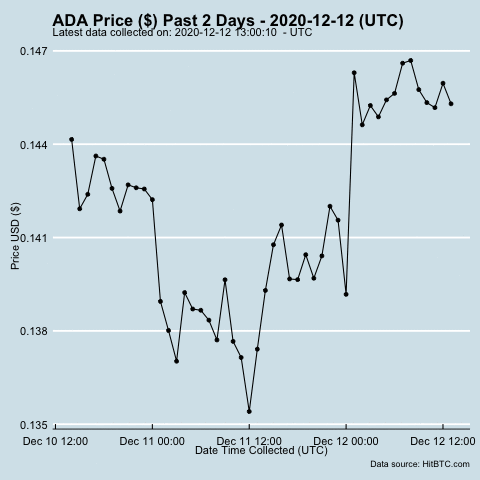 ADA Price ($) Past 2 Days - 2020-12-12 (UTC)
Latest data collected on: 2020-12-12 13:00:10  - UTC
0.147
0.144
0.141
0.138
0.135
Price USD ($)
Dec 10 12:00
Dec 11 00:00
Dec 11 12:00
Dec 12 00:00
Dec 12 12:00
Date Time Collected (UTC)
Data source: HitBTC.com